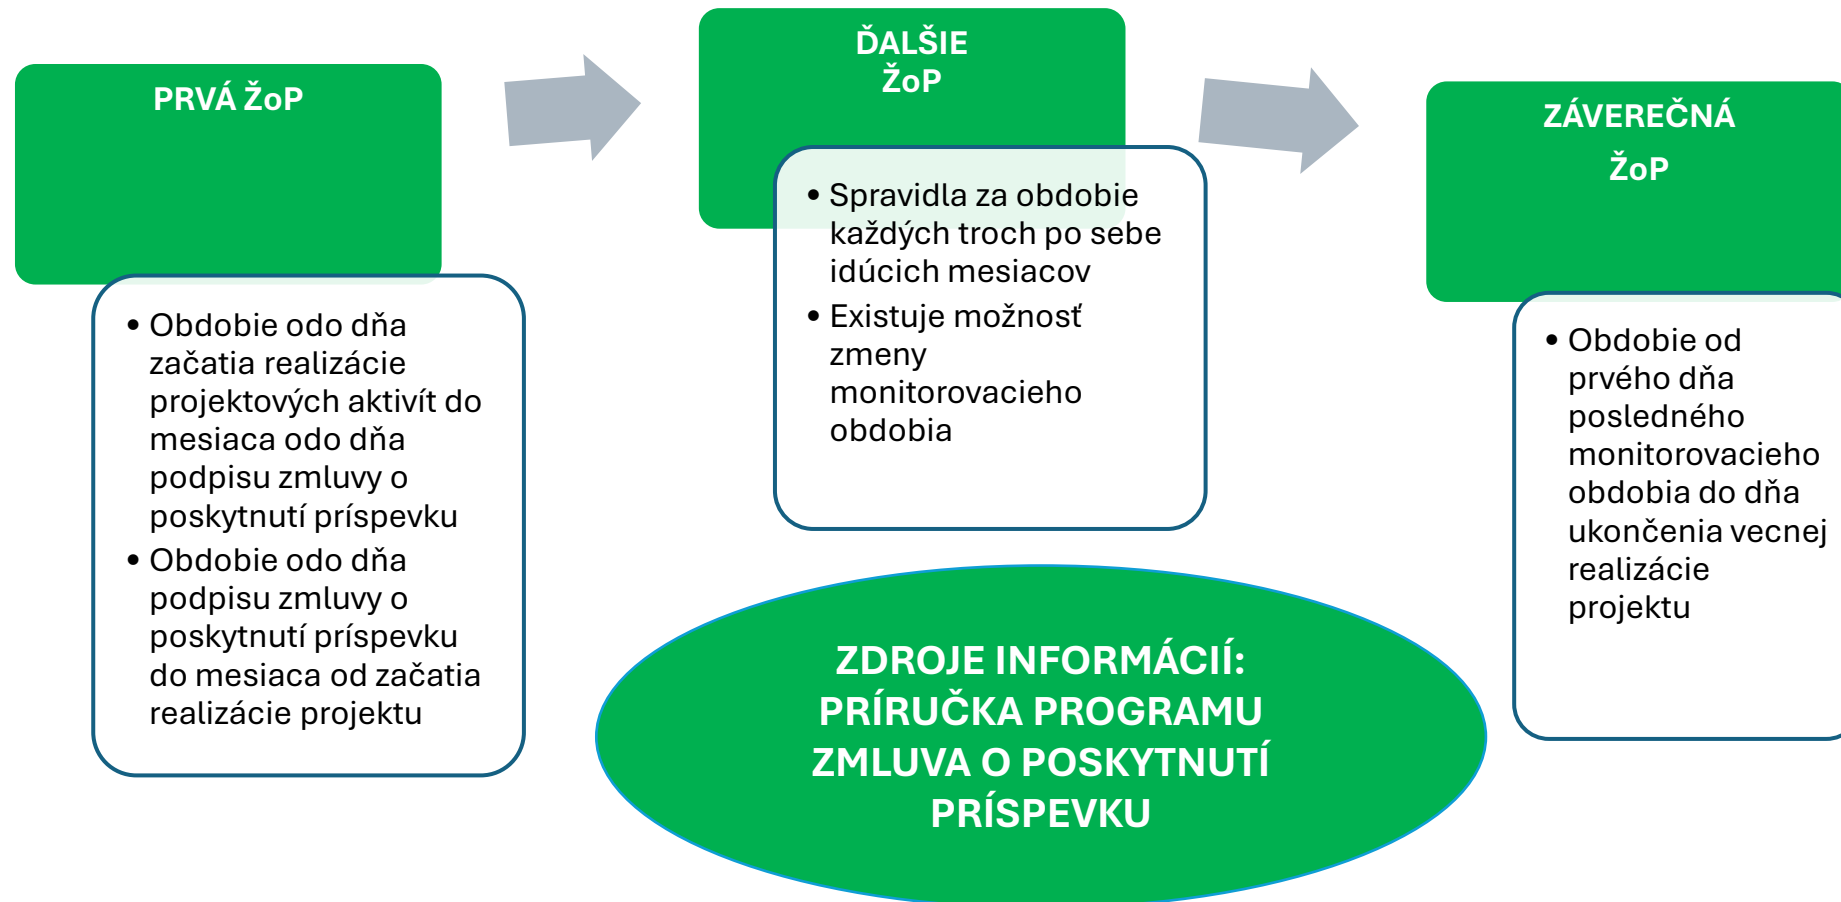 PRVÁ ŽoP
• Obdobie odo dňa
začatia realizácie
projektových aktivít do
mesiaca odo dňa
podpisu zmluvy o
poskytnutí príspevku
• Obdobie odo dňa
podpisu zmluvy o
poskytnutí príspevku
do mesiaca od začatia
realizácie projektu
ĎALŠIE
ŽoP
• Spravidla za obdobie
každých troch po sebe
idúcich mesiacov
• Existuje možnosť
zmeny
monitorovacieho
obdobia
ZÁVEREČNÁ
ŽoP
• Obdobie od
prvého dňa
posledného
monitorovacieho
obdobia do dňa
ukončenia vecnej
realizácie
projektu
ZDROJE INFORMÁCIÍ:
PRÍRUČKA PROGRAMU
ZMLUVA O POSKYTNUTÍ
PRÍSPEVKU